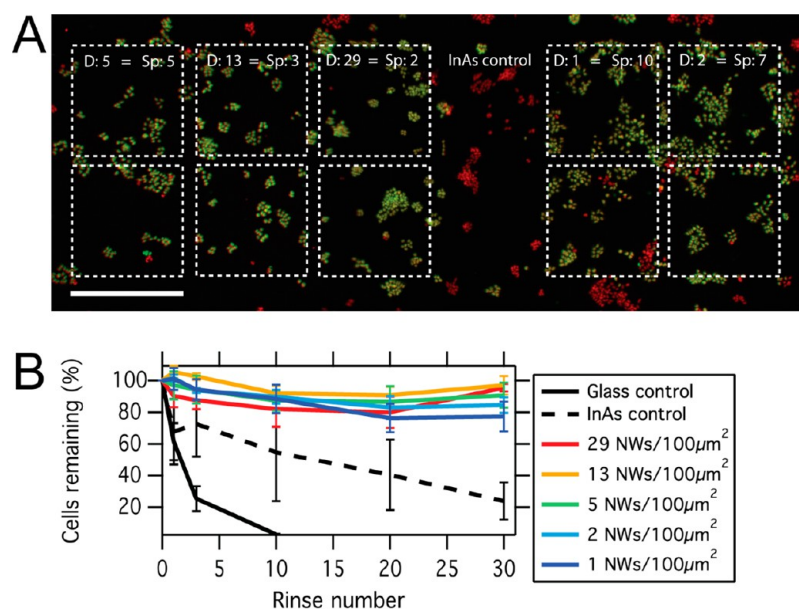 A
D: 5 = Sp: 5
D: 13 = Sp: 3
D: 29 = Sp: 2
InAs control
D: 1 = Sp: 10
D: 2 = Sp: 7
B
Cells remaining (%)
100
80
60
40
20
0
5
10
15
20
25
30
Rinse number
Glass control
InAs control
29 NWs/100µm²
13 NWs/100µm²
5 NWs/100µm²
2 NWs/100µm²
1 NWs/100µm²